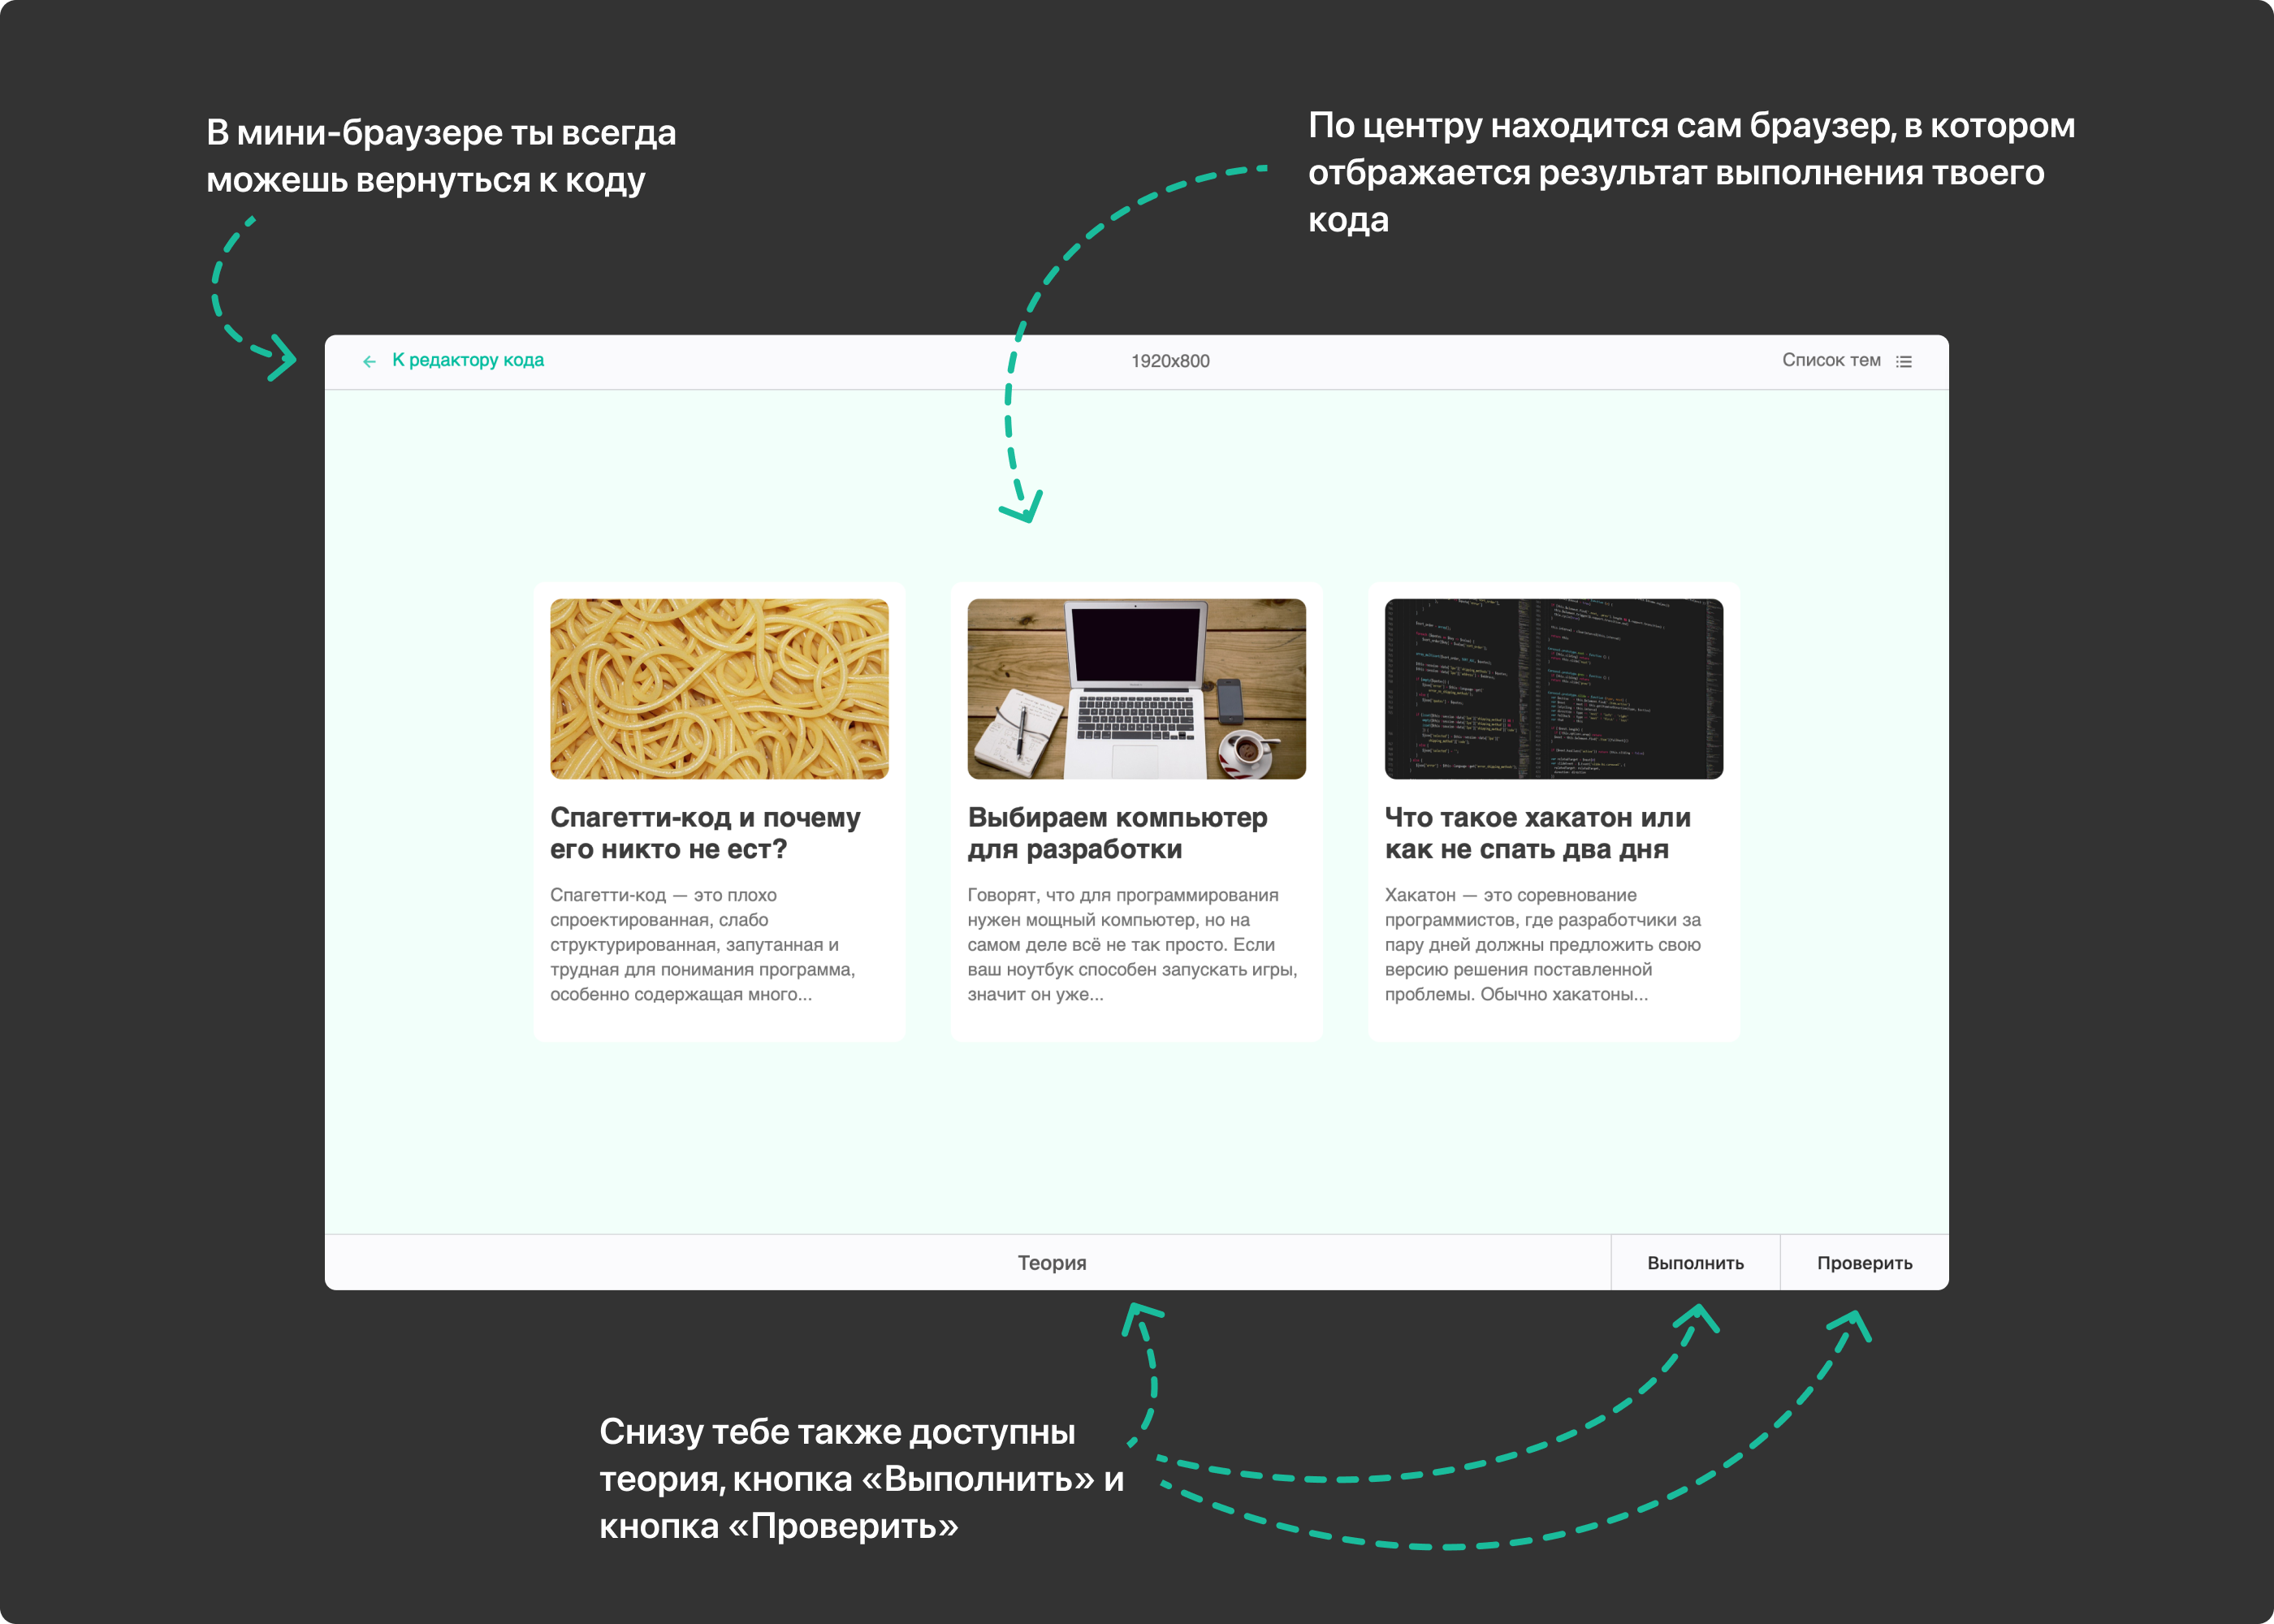 В мини-браузере ты всегда
можешь вернуться к коду
По центру находится сам браузер, в котором
отбражается результат выполнения твоего
кода
К редактору кода
1920x800
Список тем
Спагетти-код и почему
его никто не ест?
Спагетти-код — это плохо
спроектированная, слабо
структурированная, запутанная и
трудная для понимания программа,
особенно содержащая много...
Выбираем компьютер
для разработки
Говорят, что для программирования
нужен мощный компьютер, но на
самом деле всё не так просто. Если
ваш ноутбук способен запускать игры,
значит он уже...
Что такое хакатон или
как не спать два дня
Хакатон — это соревнование
программистов, где разработчики за
пару дней должны предложить свою
версию решения поставленной
проблемы. Обычно хакатоны...
Теория
Выполнить
Проверить
Снизу тебе также доступны
теория, кнопка «Выполнить» и
кнопка «Проверить»